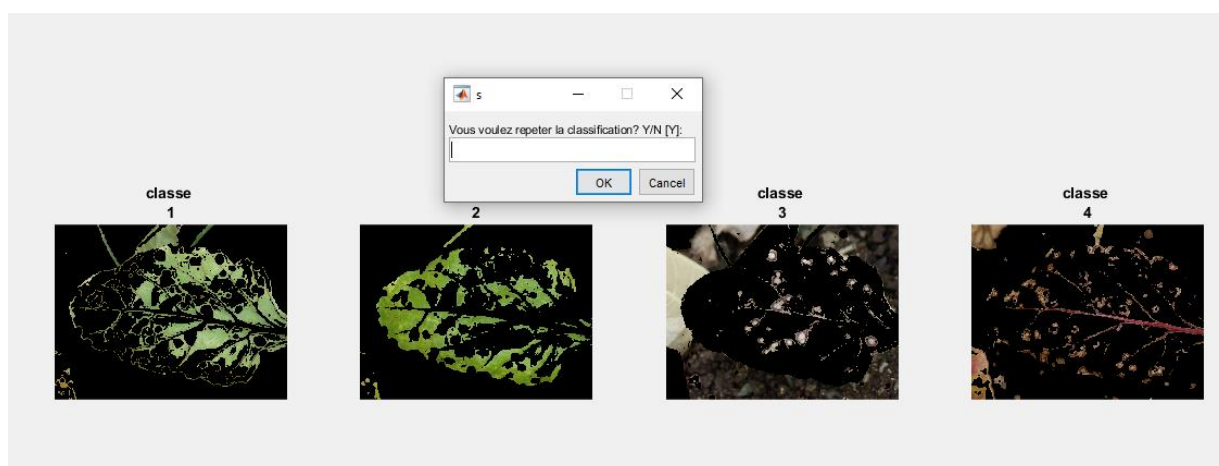 s
Vous voulez repeter la classification? Y/N [Y]:
OK Cancel
classe
1
2
classe
3
classe
4